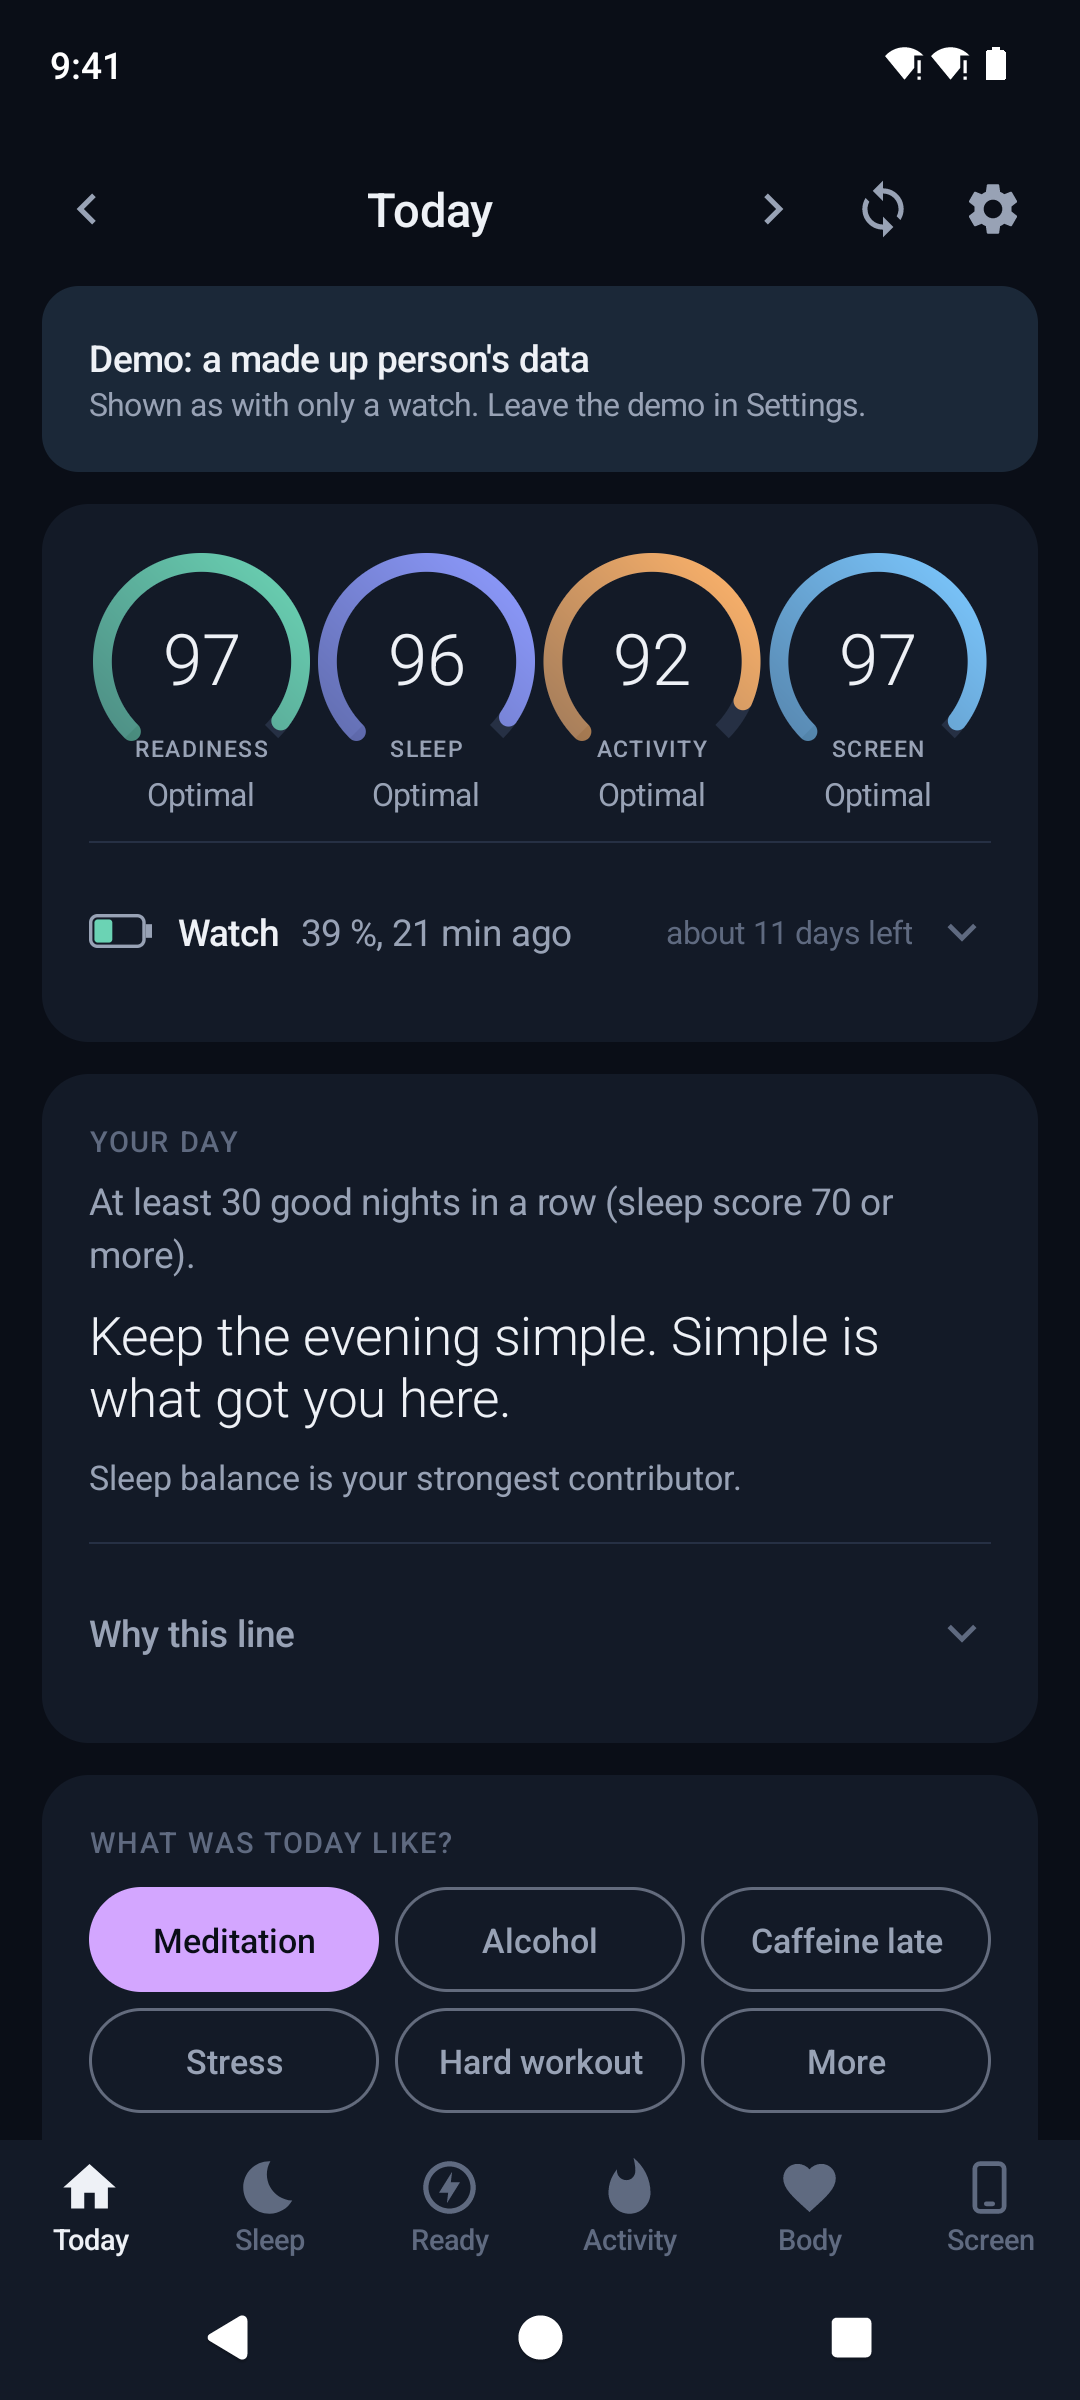 9:41
Today
Demo: a made up person's data
Shown as with only a watch. Leave the demo in Settings.
97 96 92 97
READINESS SLEEP ACTIVITY SCREEN
Optimal Optimal Optimal Optimal
Watch 39 %, 21 min ago about 11 days left
YOUR DAY
At least 30 good nights in a row (sleep score 70 or
more).
Keep the evening simple. Simple is
what got you here.
Sleep balance is your strongest contributor.
Why this line
WHAT WAS TODAY LIKE?
Meditation Alcohol Caffeine late
Stress Hard workout More
Today Sleep Ready Activity Body Screen